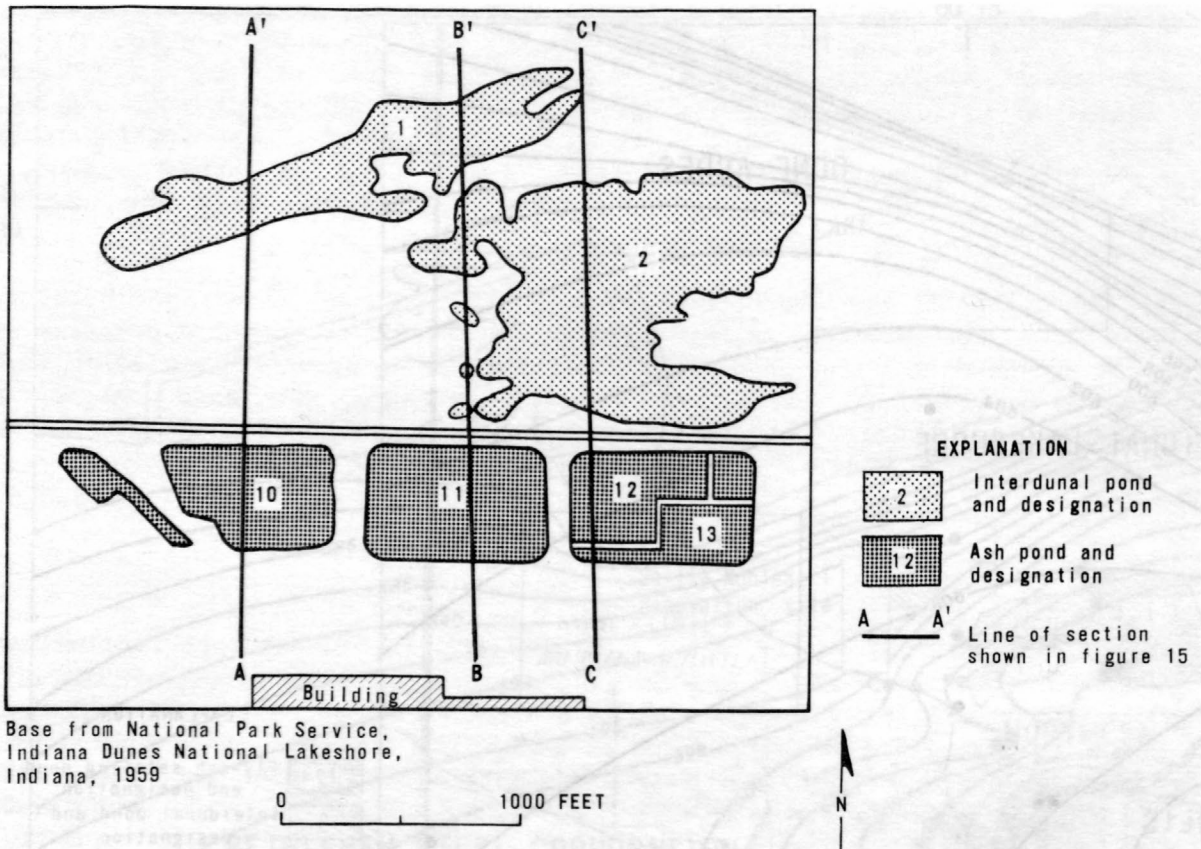 A'
B'
C'
1
2
10
11
12
13
A
B
C
Building
EXPLANATION
2
Interdunal pond
and designation
12
Ash pond and
designation
A
A'
Line of section
shown in figure 15
Base from National Park Service,
Indiana Dunes National Lakeshore,
Indiana, 1959
0
1000 FEET
N